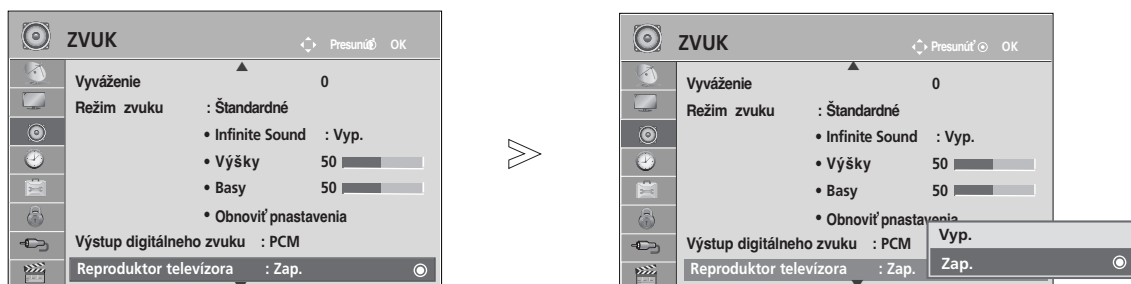 ZVUK
Presunúť OK
Vyváženie 0
Režim zvuku : Štandardné
• Infinite Sound : Vyp.
• Výšky 50
• Basy 50
• Obnoviť pnastavenia
Výstup digitálneho zvuku : PCM
Reproduktor televízora : Zap.
ZVUK
Presunúť OK
Vyváženie 0
Režim zvuku : Štandardné
• Infinite Sound : Vyp.
• Výšky 50
• Basy 50
• Obnoviť pnastavenia
Výstup digitálneho zvuku : PCM
Reproduktor televízora : Zap.
Vyp.
Zap.